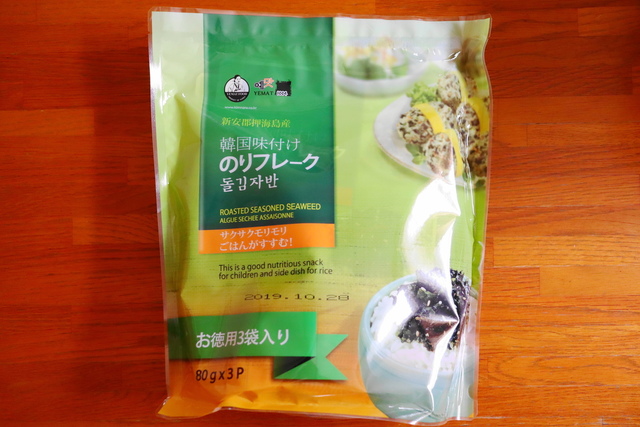 YEMAT
新安郡押海島産
韓国味付け
のりフレーク
돌김자반
ROASTED SEASONED SEAWEED
ALGUE SECHEE ASSAISONNE
サクサクモリモリ
ごはんがすすむ!
This is a good nutritious snack
for children and side dish for rice
2019.10.28
お徳用3袋入り
80g x 3 P